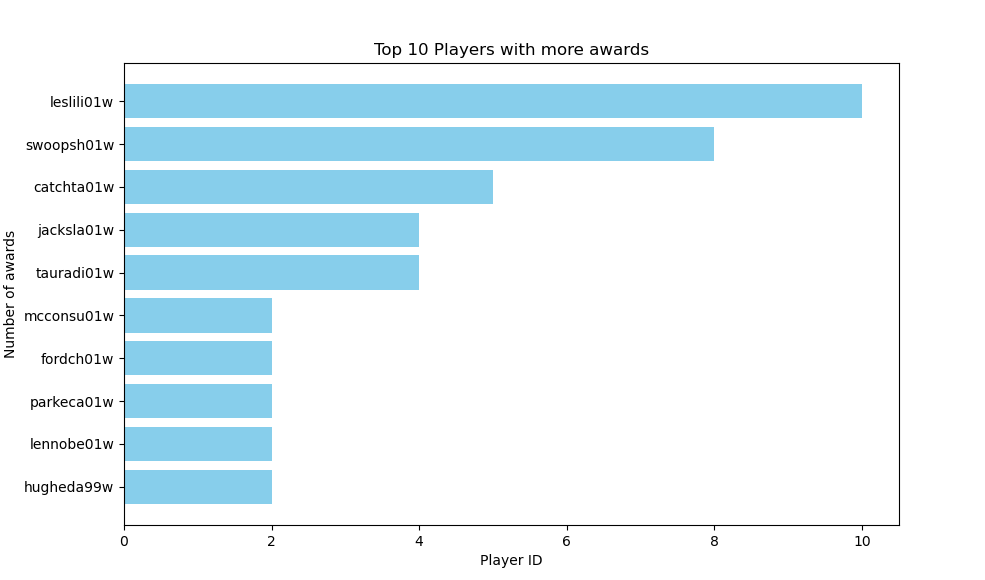 Top 10 Players with more awards
Number of awards
leslili01w
swoopsh01w
catchta01w
jacksla01w
tauradi01w
mcconsu01w
fordch01w
parkeca01w
lennobe01w
hugheda99w
0 2 4 6 8 10
Player ID